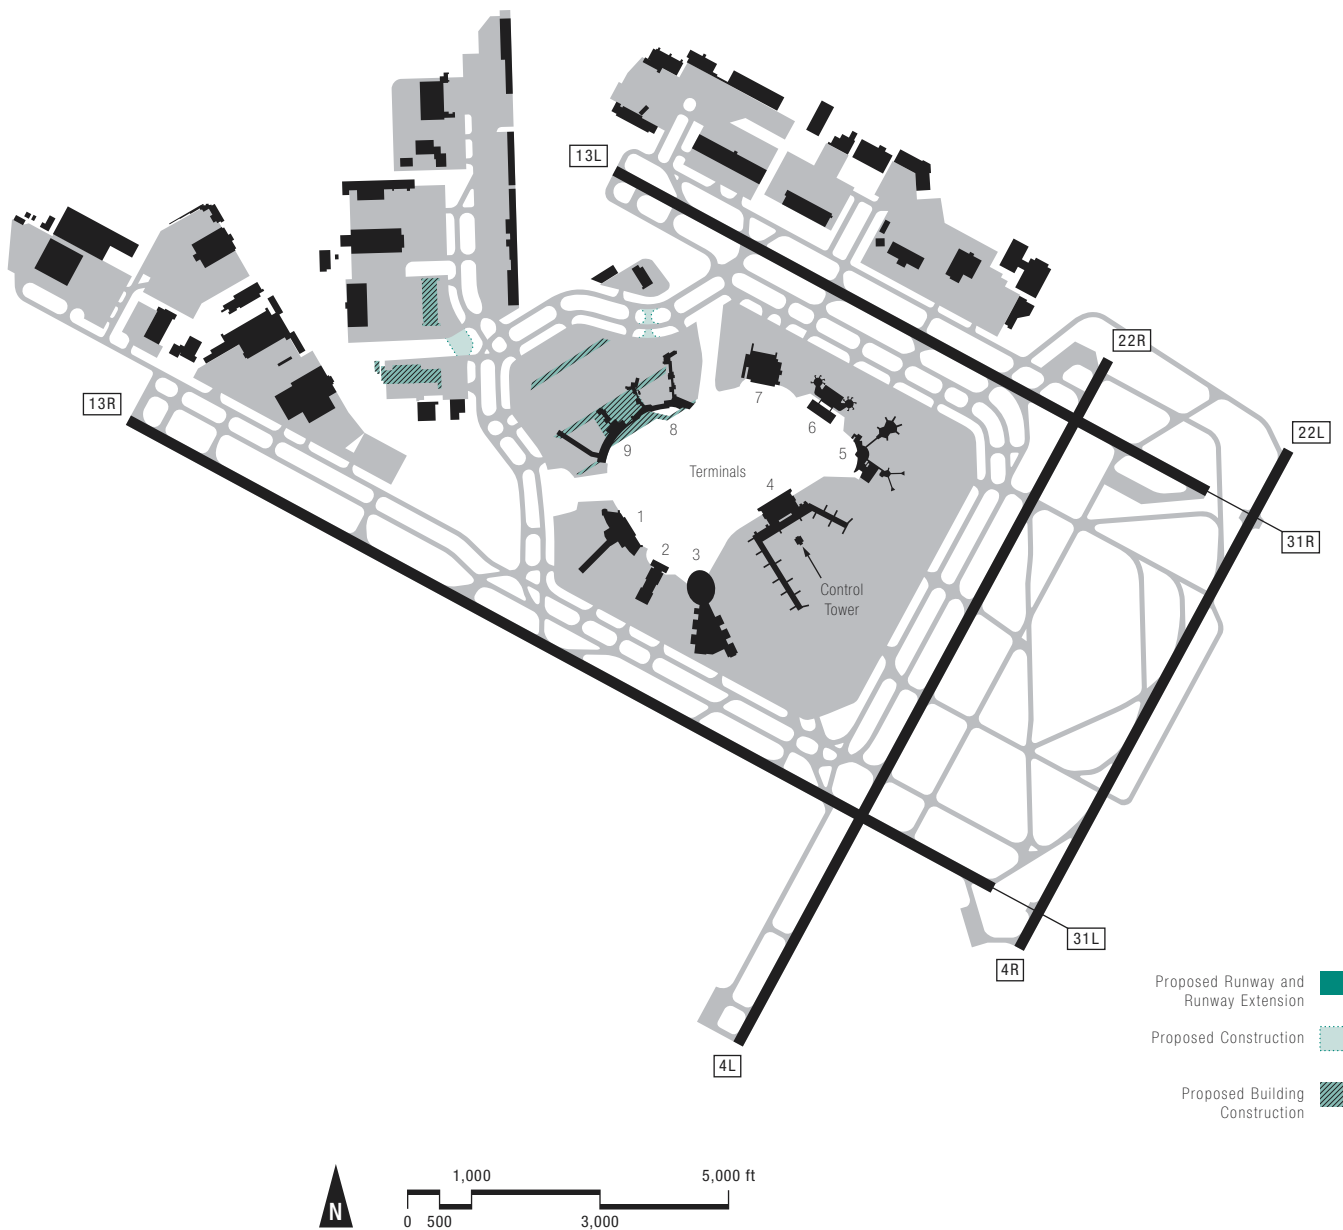 13L
22R
13R
22L
7
6
8
9
5
Terminals
4
1
31R
2
3
Control
Tower
31L
4R
Proposed Runway and
Runway Extension
Proposed Construction
4L
Proposed Building
Construction
N
1,000
5,000 ft
0
500
3,000